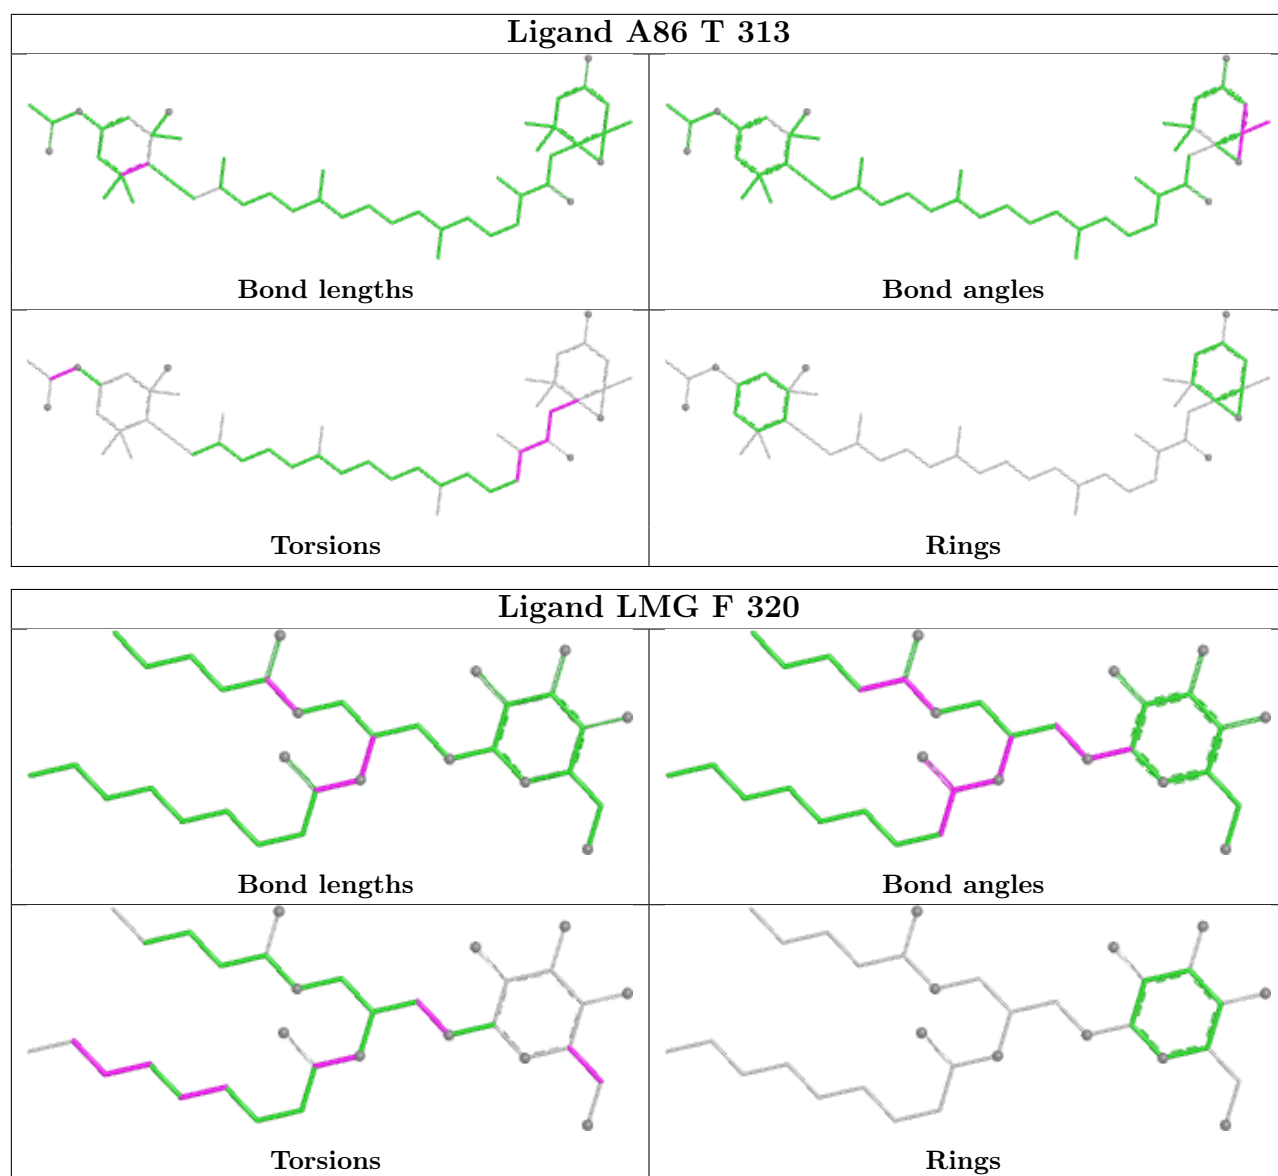 Ligand A86 T 313
Bond lengths
Bond angles
Torsions
Rings
Ligand LMG F 320
Bond lengths
Bond angles
Torsions
Rings